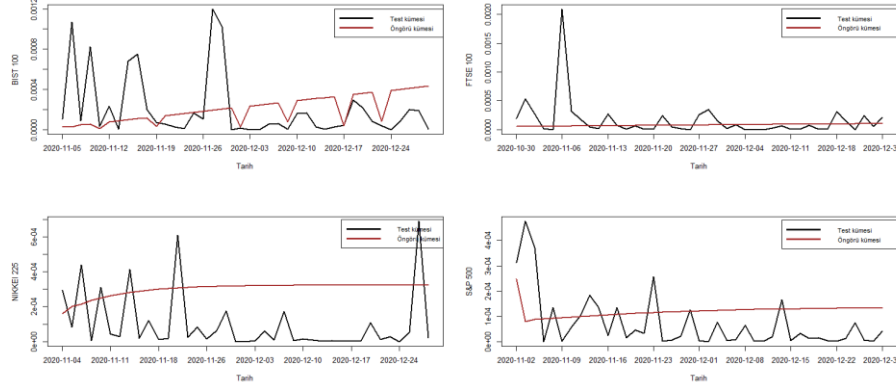 BIST 100
0.0000 0.0004 0.0008 0.0012
Test kümesi
Öngörü kümesi
2020-11-05 2020-11-12 2020-11-19 2020-11-26 2020-12-03 2020-12-10 2020-12-17 2020-12-24
Tarih
FTSE 100
0.0000 0.0005 0.0010 0.0015 0.0020
Test kümesi
Öngörü kümesi
2020-10-30 2020-11-06 2020-11-13 2020-11-20 2020-11-27 2020-12-04 2020-12-11 2020-12-18 2020-12-3
Tarih
NIKKEI 225
0e+00 2e-04 4e-04 6e-04
Test kümesi
Öngörü kümesi
2020-11-04 2020-11-11 2020-11-18 2020-11-26 2020-12-03 2020-12-10 2020-12-17 2020-12-24
Tarih
S&P 500
0e+00 1e-04 2e-04 3e-04 4e-04
Test kümesi
Öngörü kümesi
2020-11-02 2020-11-09 2020-11-16 2020-11-23 2020-12-01 2020-12-08 2020-12-15 2020-12-22 2020-12-3
Tarih